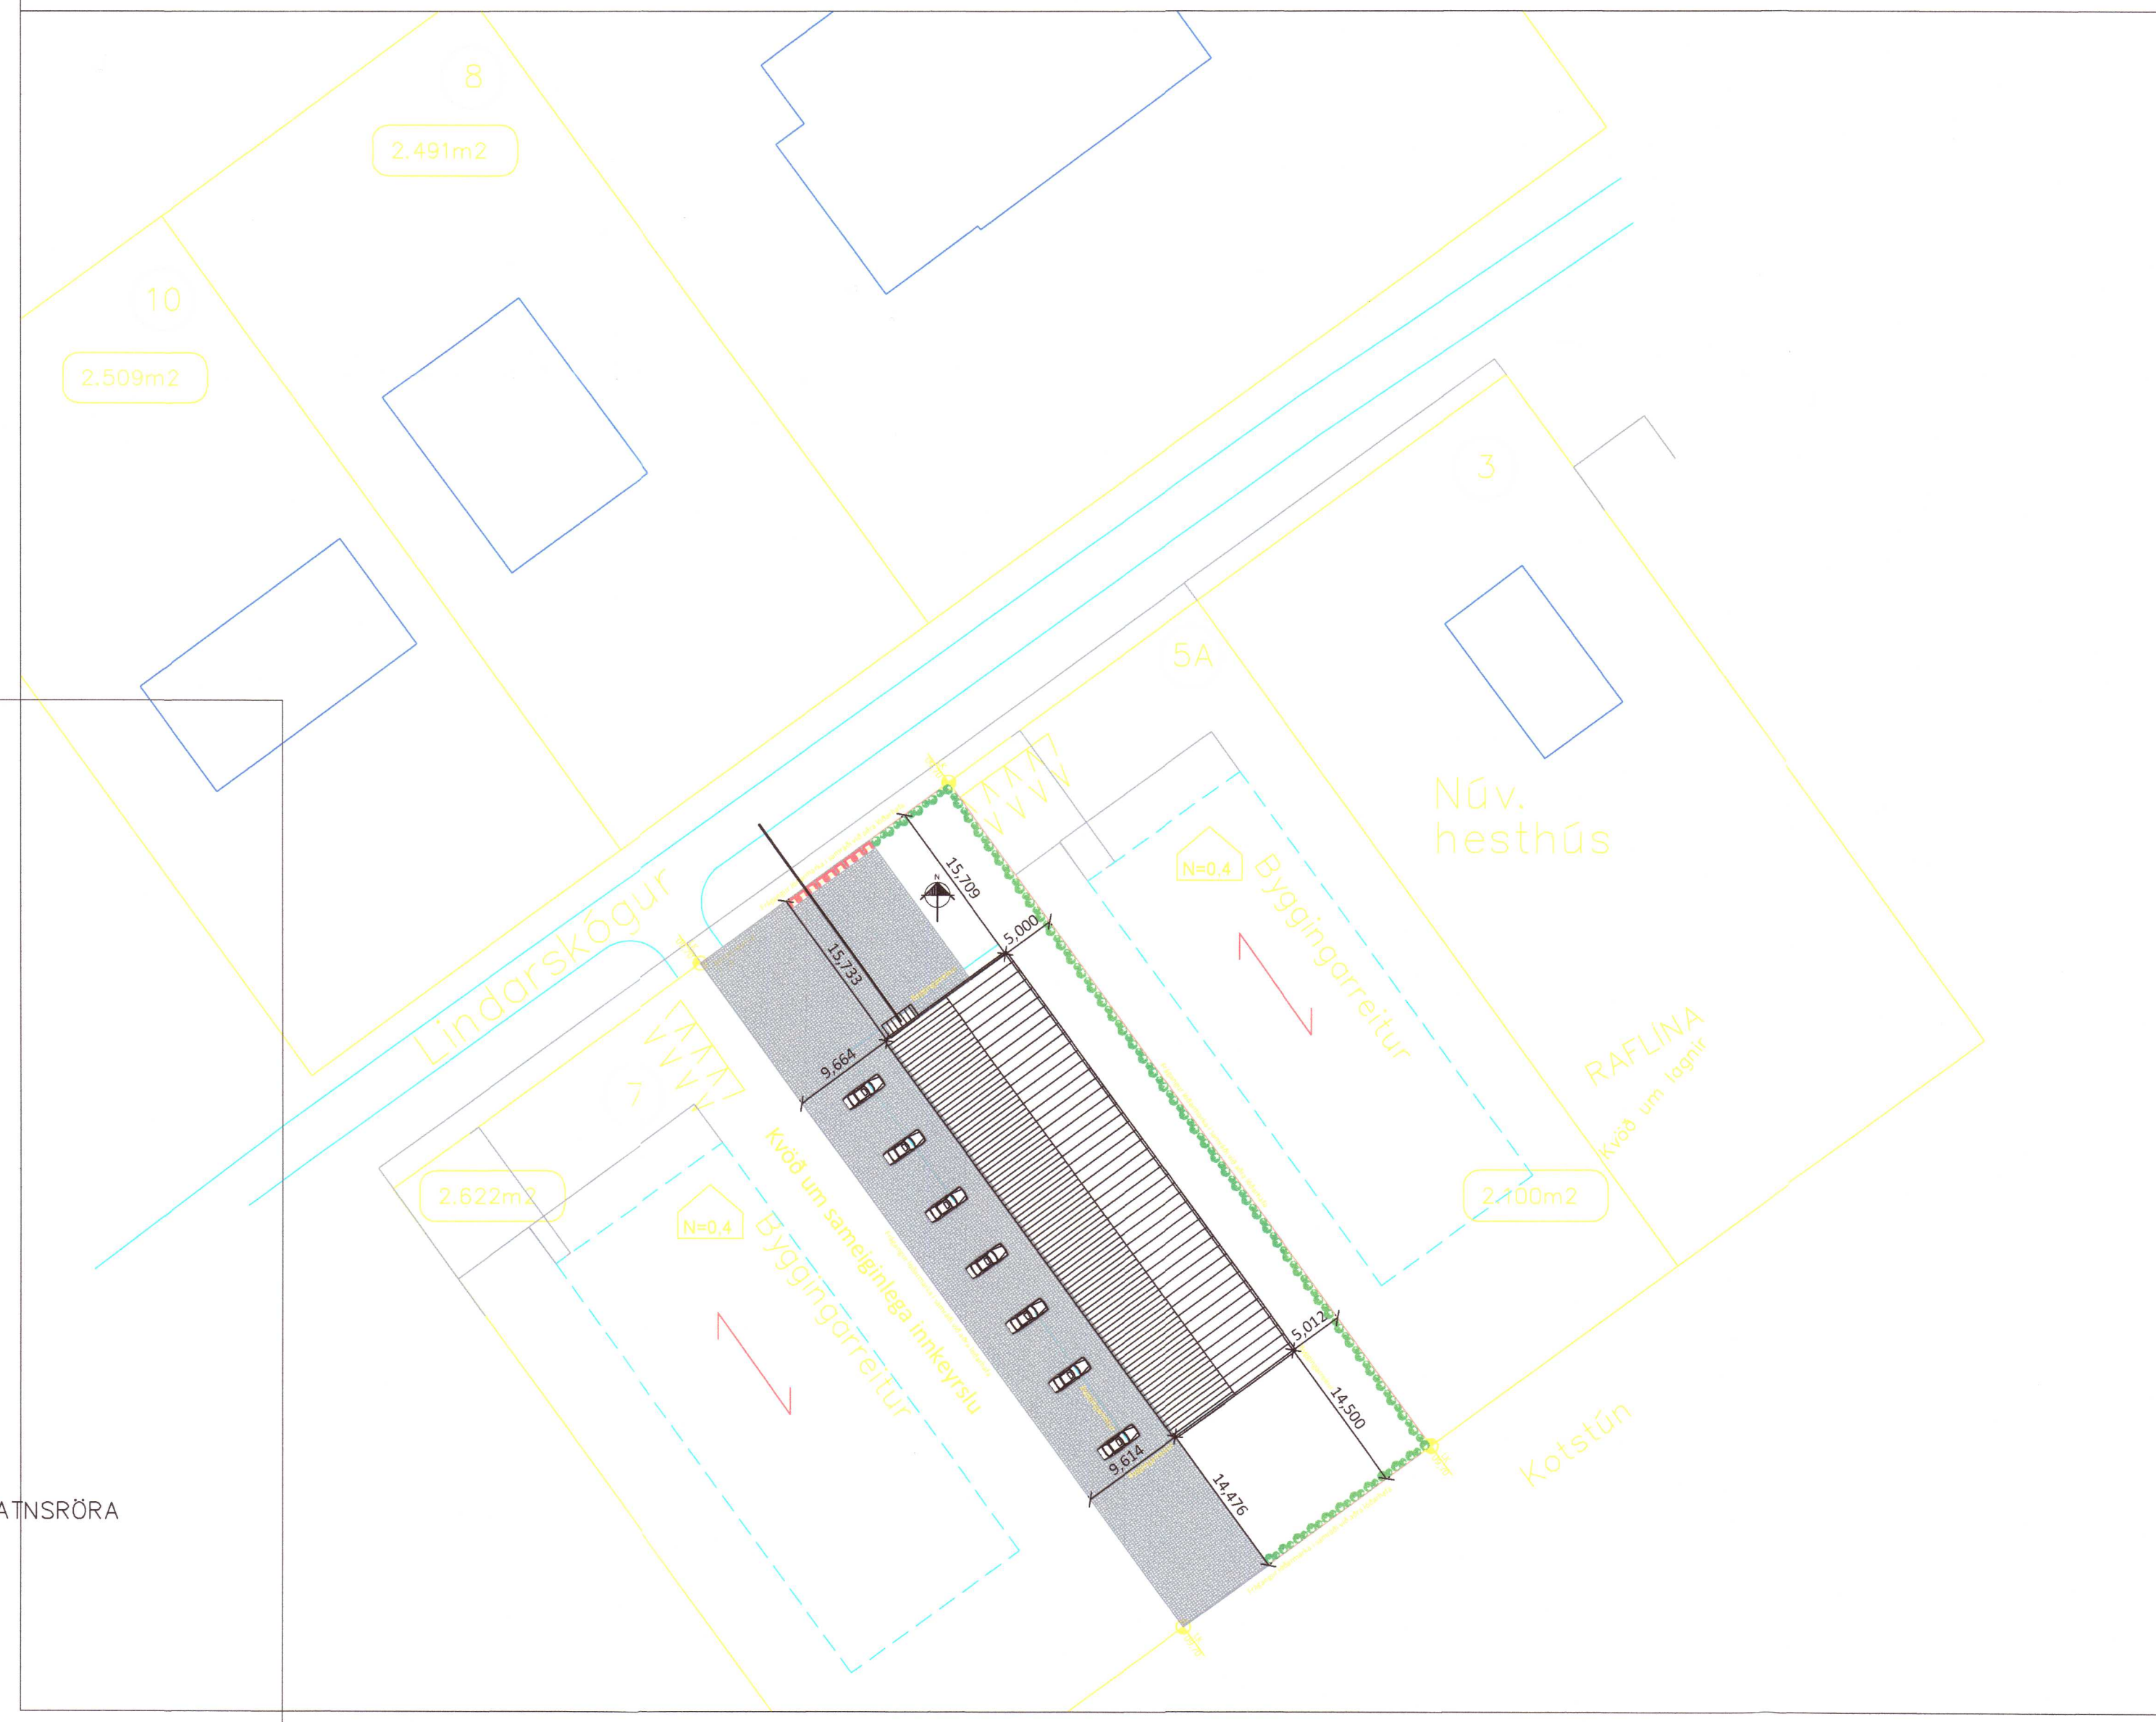 8
2.491m2
10
2.509m2
3
5A
Núv.
hesthús
N=0,4
Byggingarreitur
15,709
N
5,000
15,733
Lindarskógur
9,664
7
RAFLÍNA
Kvöð um lagnir
2.622m2
N=0,4
Byggingarreitur
Kvöð um sameiginlega innkeyrslu
2.100m2
5,012
14,500
9,614
14,476
Kotstún
ATNSRÖRA